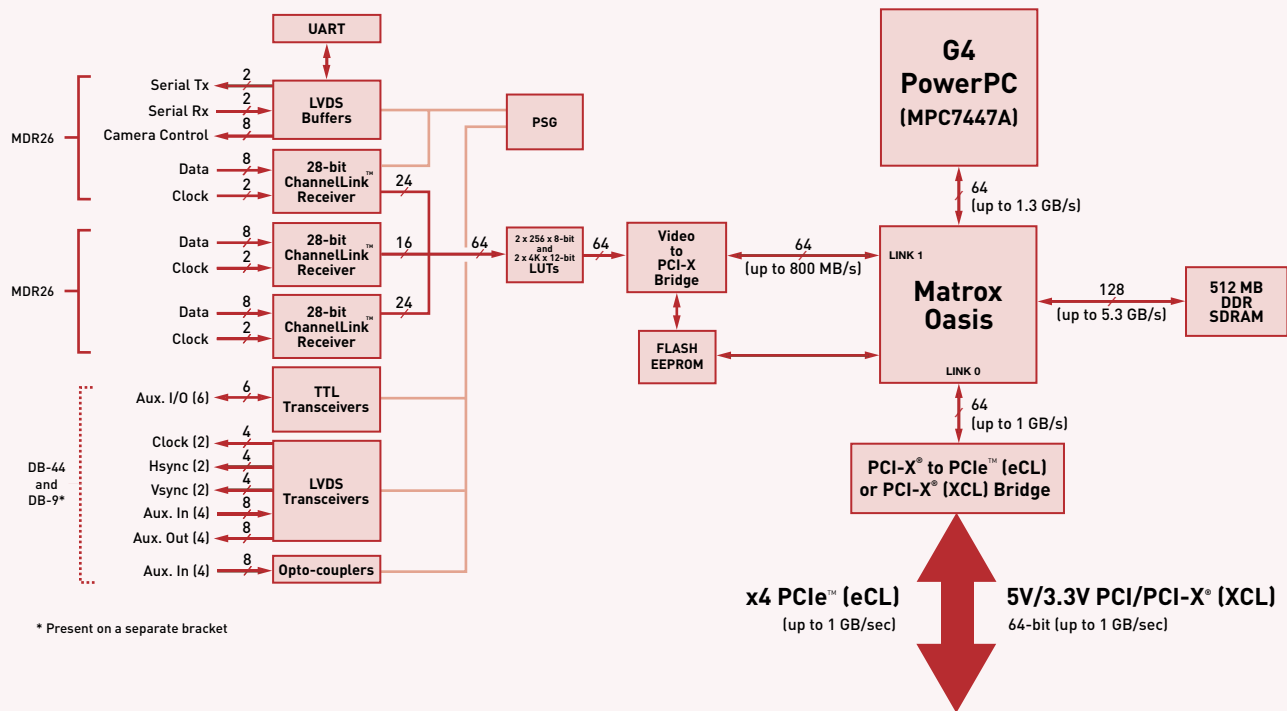 UART
MDR26
Serial Tx
2
Serial Rx
2
Camera Control
8
LVDS
Buffers
PSG
Data
8
Clock
2
28-bit
ChannelLink™
Receiver
24
MDR26
Data
8
Clock
2
28-bit
ChannelLink™
Receiver
16
Data
8
Clock
2
28-bit
ChannelLink™
Receiver
24
64
2 x 256 x 8-bit
and
2 x 4K x 12-bit
LUTs
64
Video
to
PCI-X
Bridge
64
(up to 800 MB/s)
FLASH
EEPROM
G4
PowerPC
(MPC7447A)
64
(up to 1.3 GB/s)
LINK 1
Matrox
Oasis
LINK 0
128
(up to 5.3 GB/s)
512 MB
DDR
SDRAM
64
(up to 1 GB/s)
PCI-X® to PCIe™ (eCL)
or PCI-X® (XCL) Bridge
x4 PCIe™ (eCL)
(up to 1 GB/sec)
5V/3.3V PCI/PCI-X® (XCL)
64-bit (up to 1 GB/sec)
DB-44
and
DB-9*
Aux. I/O (6)
6
TTL
Transceivers
Clock (2)
4
Hsync (2)
4
Vsync (2)
4
Aux. In (4)
8
Aux. Out (4)
8
LVDS
Transceivers
Aux. In (4)
8
Opto-couplers
* Present on a separate bracket